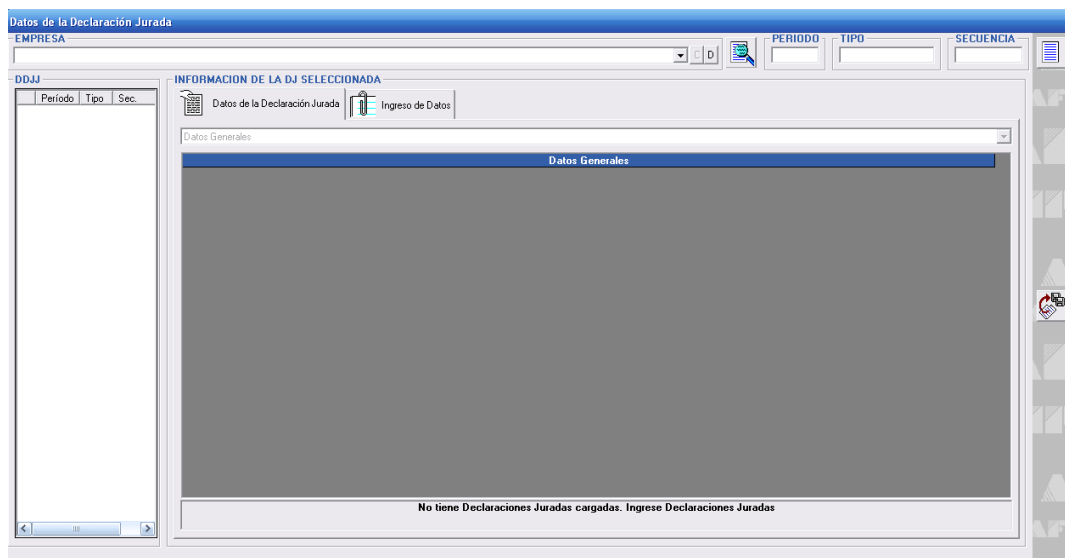 Datos de la Declaración Jurada
EMPRESA
PERIODO
TIPO
SECUENCIA
C D
DDJJ
Período Tipo Sec.
INFORMACION DE LA DJ SELECCIONADA
Datos de la Declaración Jurada
Ingreso de Datos
Datos Generales
Datos Generales
No tiene Declaraciones Juradas cargadas. Ingrese Declaraciones Juradas